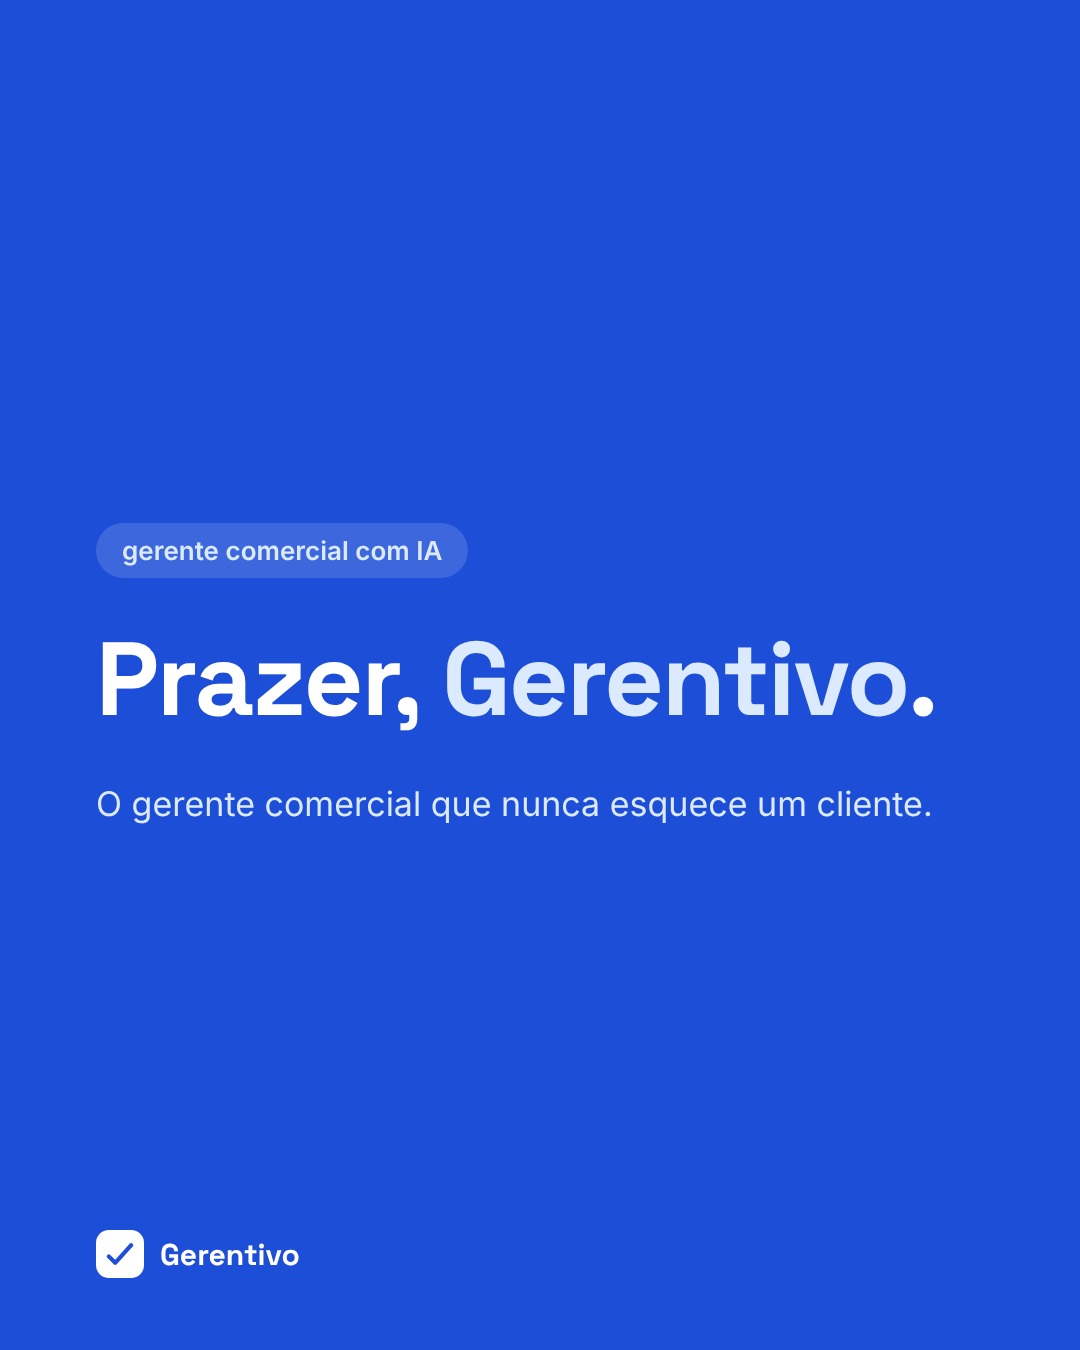 gerente comercial com IA
Prazer, Gerentivo.
O gerente comercial que nunca esquece um cliente.
Gerentivo